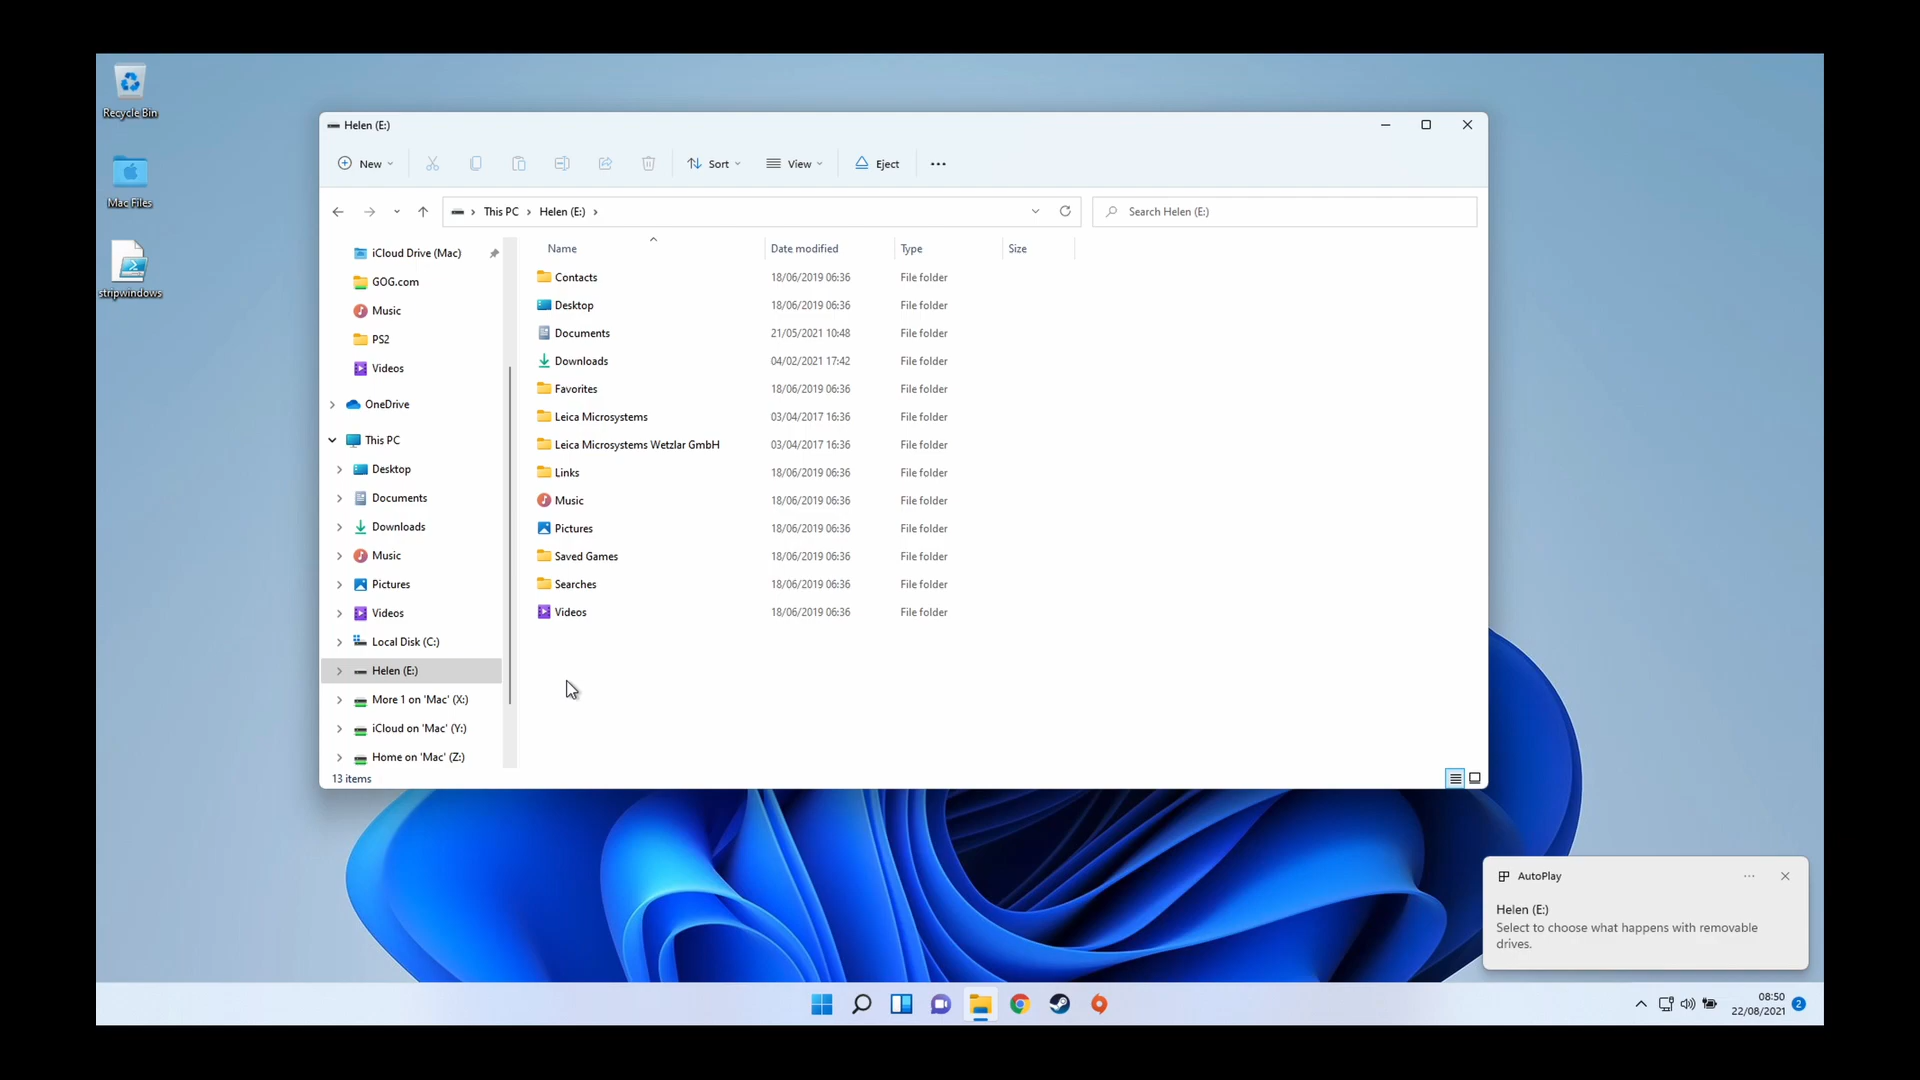 Recycle Bin
Mac Files
stripwindows
Helen (E:)
New
Sort
View
Eject
This PC
Helen (E:)
Search Helen (E:)
iCloud Drive (Mac)
GOG.com
Music
PS2
Videos
OneDrive
This PC
Desktop
Documents
Downloads
Music
Pictures
Videos
Local Disk (C:)
Helen (E:)
More 1 on 'Mac' (X:)
iCloud on 'Mac' (Y:)
Home on 'Mac' (Z:)
Name Date modified Type Size
Contacts 18/06/2019 06:36 File folder
Desktop 18/06/2019 06:36 File folder
Documents 21/05/2021 10:48 File folder
Downloads 04/02/2021 17:42 File folder
Favorites 18/06/2019 06:36 File folder
Leica Microsystems 03/04/2017 16:36 File folder
Leica Microsystems Wetzlar GmbH 03/04/2017 16:36 File folder
Links 18/06/2019 06:36 File folder
Music 18/06/2019 06:36 File folder
Pictures 18/06/2019 06:36 File folder
Saved Games 18/06/2019 06:36 File folder
Searches 18/06/2019 06:36 File folder
Videos 18/06/2019 06:36 File folder
13 items
AutoPlay
Helen (E:)
Select to choose what happens with removable
drives.
08:50
22/08/2021
2